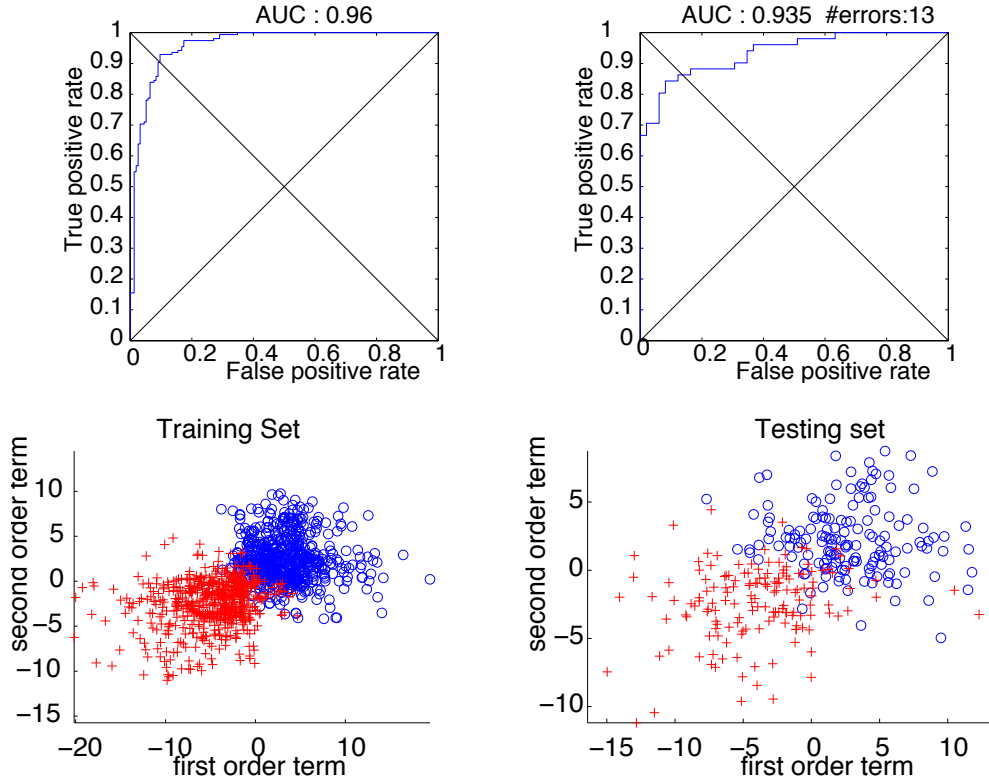 AUC : 0.96
1
0.9
0.8
0.7
0.6
0.5
0.4
0.3
0.2
0.1
0
True positive rate
0 0.2 0.4 0.6 0.8 1
False positive rate
AUC : 0.935 #errors:13
1
0.9
0.8
0.7
0.6
0.5
0.4
0.3
0.2
0.1
0
True positive rate
0 0.2 0.4 0.6 0.8 1
False positive rate
Training Set
10
5
0
−5
−10
−15
second order term
−20 −10 0 10
first order term
Testing set
5
0
−5
−10
second order term
−15 −10 −5 0 5 10
first order term